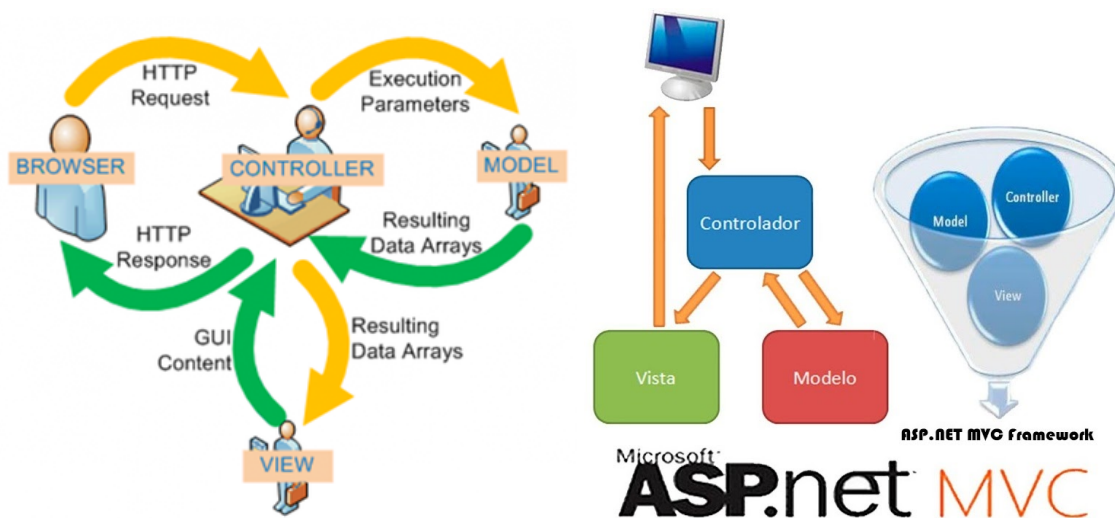 HTTP
Request
Execution
Parameters
BROWSER
CONTROLLER
MODEL
HTTP
Response
Resulting
Data Arrays
GUI
Content
Resulting
Data Arrays
VIEW
Controlador
Vista
Modelo
Controller
Model
View
ASP.NET MVC Framework
Microsoft
ASP.net MVC